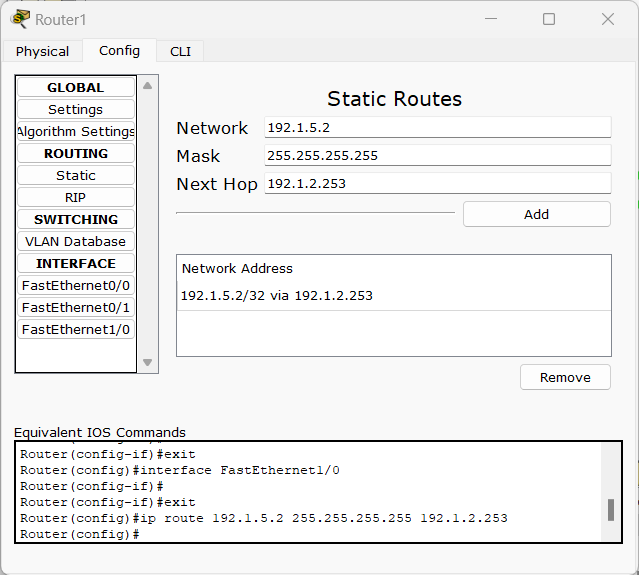 Router1
Physical Config CLI
GLOBAL
Settings
Algorithm Settings
ROUTING
Static
RIP
SWITCHING
VLAN Database
INTERFACE
FastEthernet0/0
FastEthernet0/1
FastEthernet1/0
Static Routes
Network 192.1.5.2
Mask 255.255.255.255
Next Hop 192.1.2.253
Add
Network Address
192.1.5.2/32 via 192.1.2.253
Remove
Equivalent IOS Commands
Router(config-if)#exit
Router(config)#interface FastEthernet1/0
Router(config-if)#
Router(config-if)#exit
Router(config)#ip route 192.1.5.2 255.255.255.255 192.1.2.253
Router(config)#